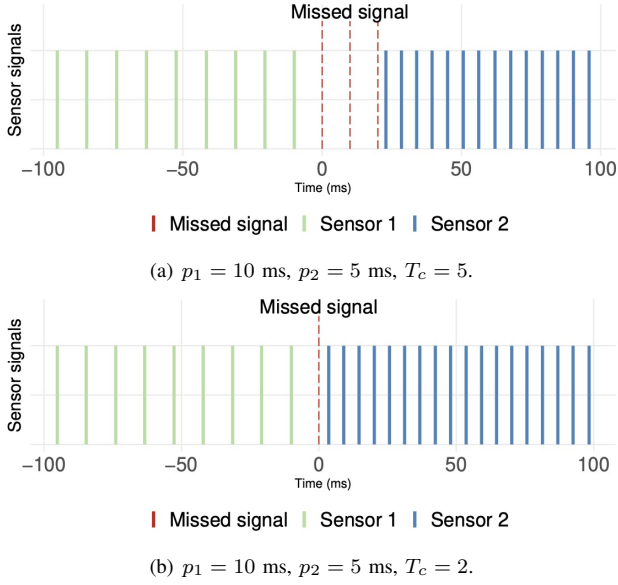 Missed signal
Sensor signals
−100 −50 0 50 100
Time (ms)
Missed signal Sensor 1 Sensor 2
(a) p₁ = 10 ms, p₂ = 5 ms, T_c = 5.
Missed signal
Sensor signals
−100 −50 0 50 100
Time (ms)
Missed signal Sensor 1 Sensor 2
(b) p₁ = 10 ms, p₂ = 5 ms, T_c = 2.